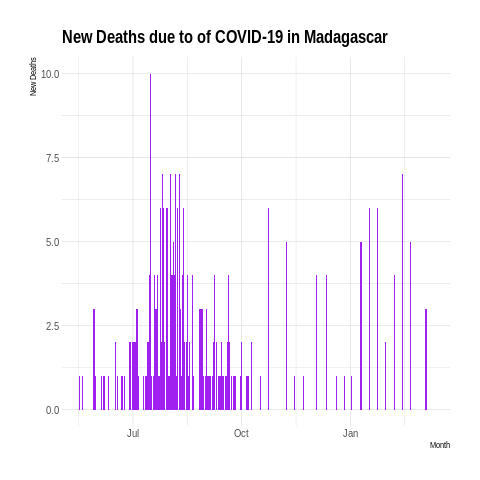 New Deaths due to of COVID-19 in Madagascar
New Deaths
10.0
7.5
5.0
2.5
0.0
Jul Oct Jan
Month